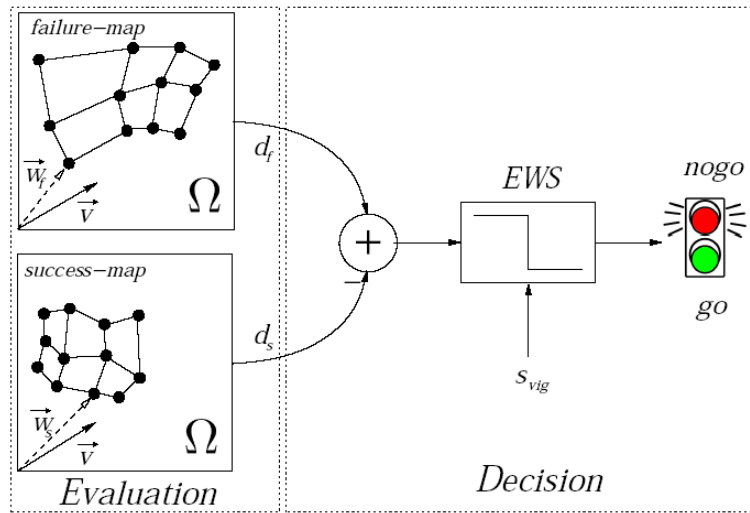 failure-map
w_f
v
Ω
d_f
success-map
w_s
v
Ω
d_s
Evaluation
+
−
EWS
s_vig
nogo
go
Decision